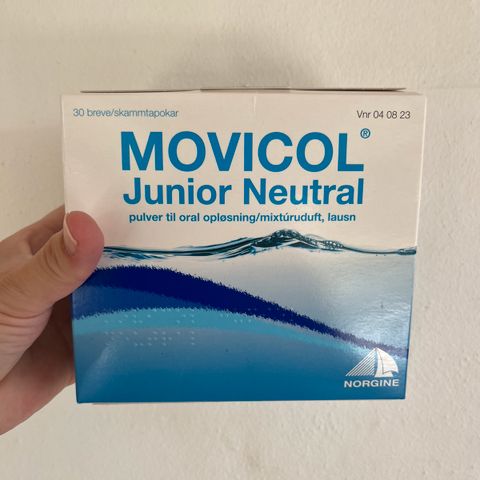 30 breve/skammtapokar
Vnr 04 08 23
MOVICOL®
Junior Neutral
pulver til oral opløsning/mixtúruduft, lausn
NORGINE